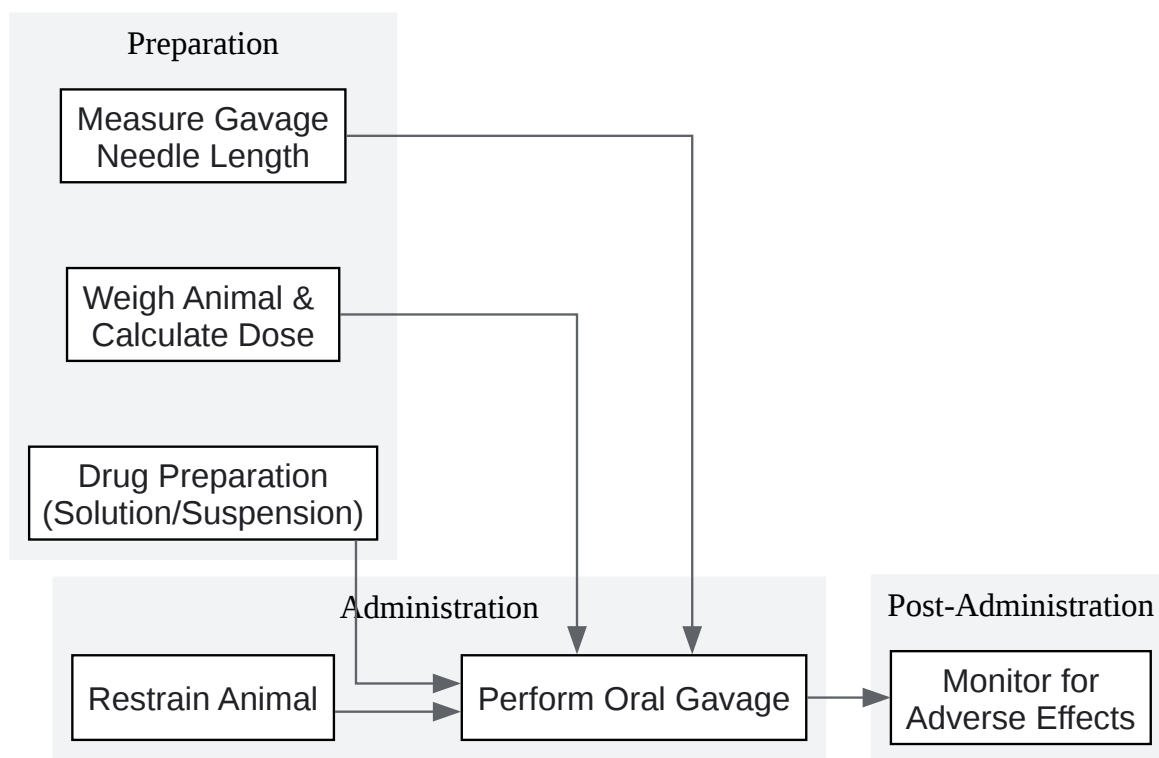 Preparation
Measure Gavage
Needle Length
Weigh Animal &
Calculate Dose
Drug Preparation
(Solution/Suspension)
Administration
Restrain Animal
Perform Oral Gavage
Post-Administration
Monitor for
Adverse Effects